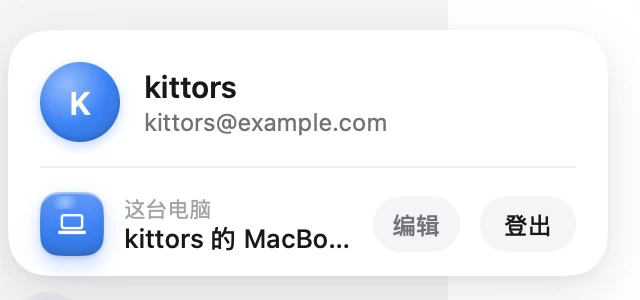 K
kittors
kittors@example.com
这台电脑
kittors 的 MacBo...
编辑
登出